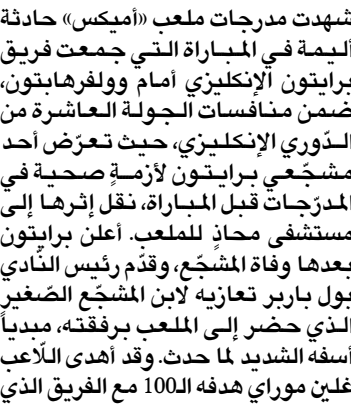 شهدت مدرجات ملعب «أميكس» حادثة
أليمة في المباراة التي جمعت فريق
برايتون الإنكليزي أمام وولفرهابتون،
ضمن منافسات الجولة العاشرة من
الدّوري الإنكليزي، حيث تعرّض أحد
مشجّعي برايتون لأزمةٍ صحية في
المدرّجات قبل المباراة، نقل إثرها إلى
مستشفى محاذٍ للملعب. أعلن برايتون
بعدها وفاة المشجّع، وقدّم رئيس النّادي
بول باربر تعازيه لابن المشجّع الصّغير
الذي حضر إلى الملعب برفقته، مبدياً
أسفه الشديد لما حدث. وقد أهدى اللّاعب
غلين موراي هدفه الـ100 مع الفريق الذي